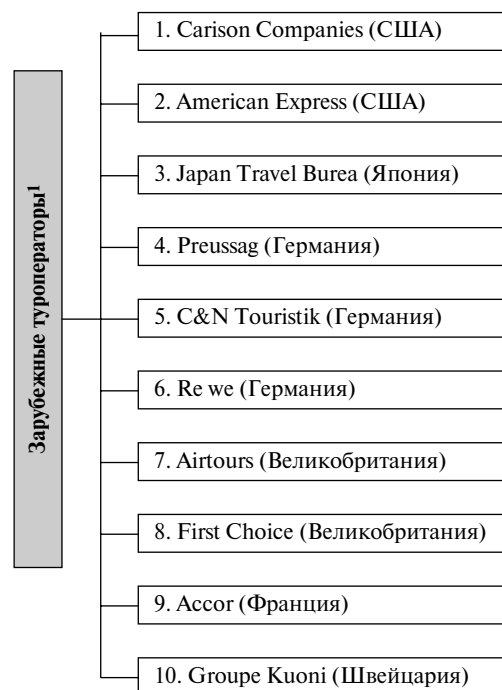 Зарубежные туроператоры¹
1. Carison Companies (США)
2. American Express (США)
3. Japan Travel Burea (Япония)
4. Preussag (Германия)
5. C&N Touristik (Германия)
6. Re we (Германия)
7. Airtours (Великобритания)
8. First Choice (Великобритания)
9. Accor (Франция)
10. Groupe Kuoni (Швейцария)